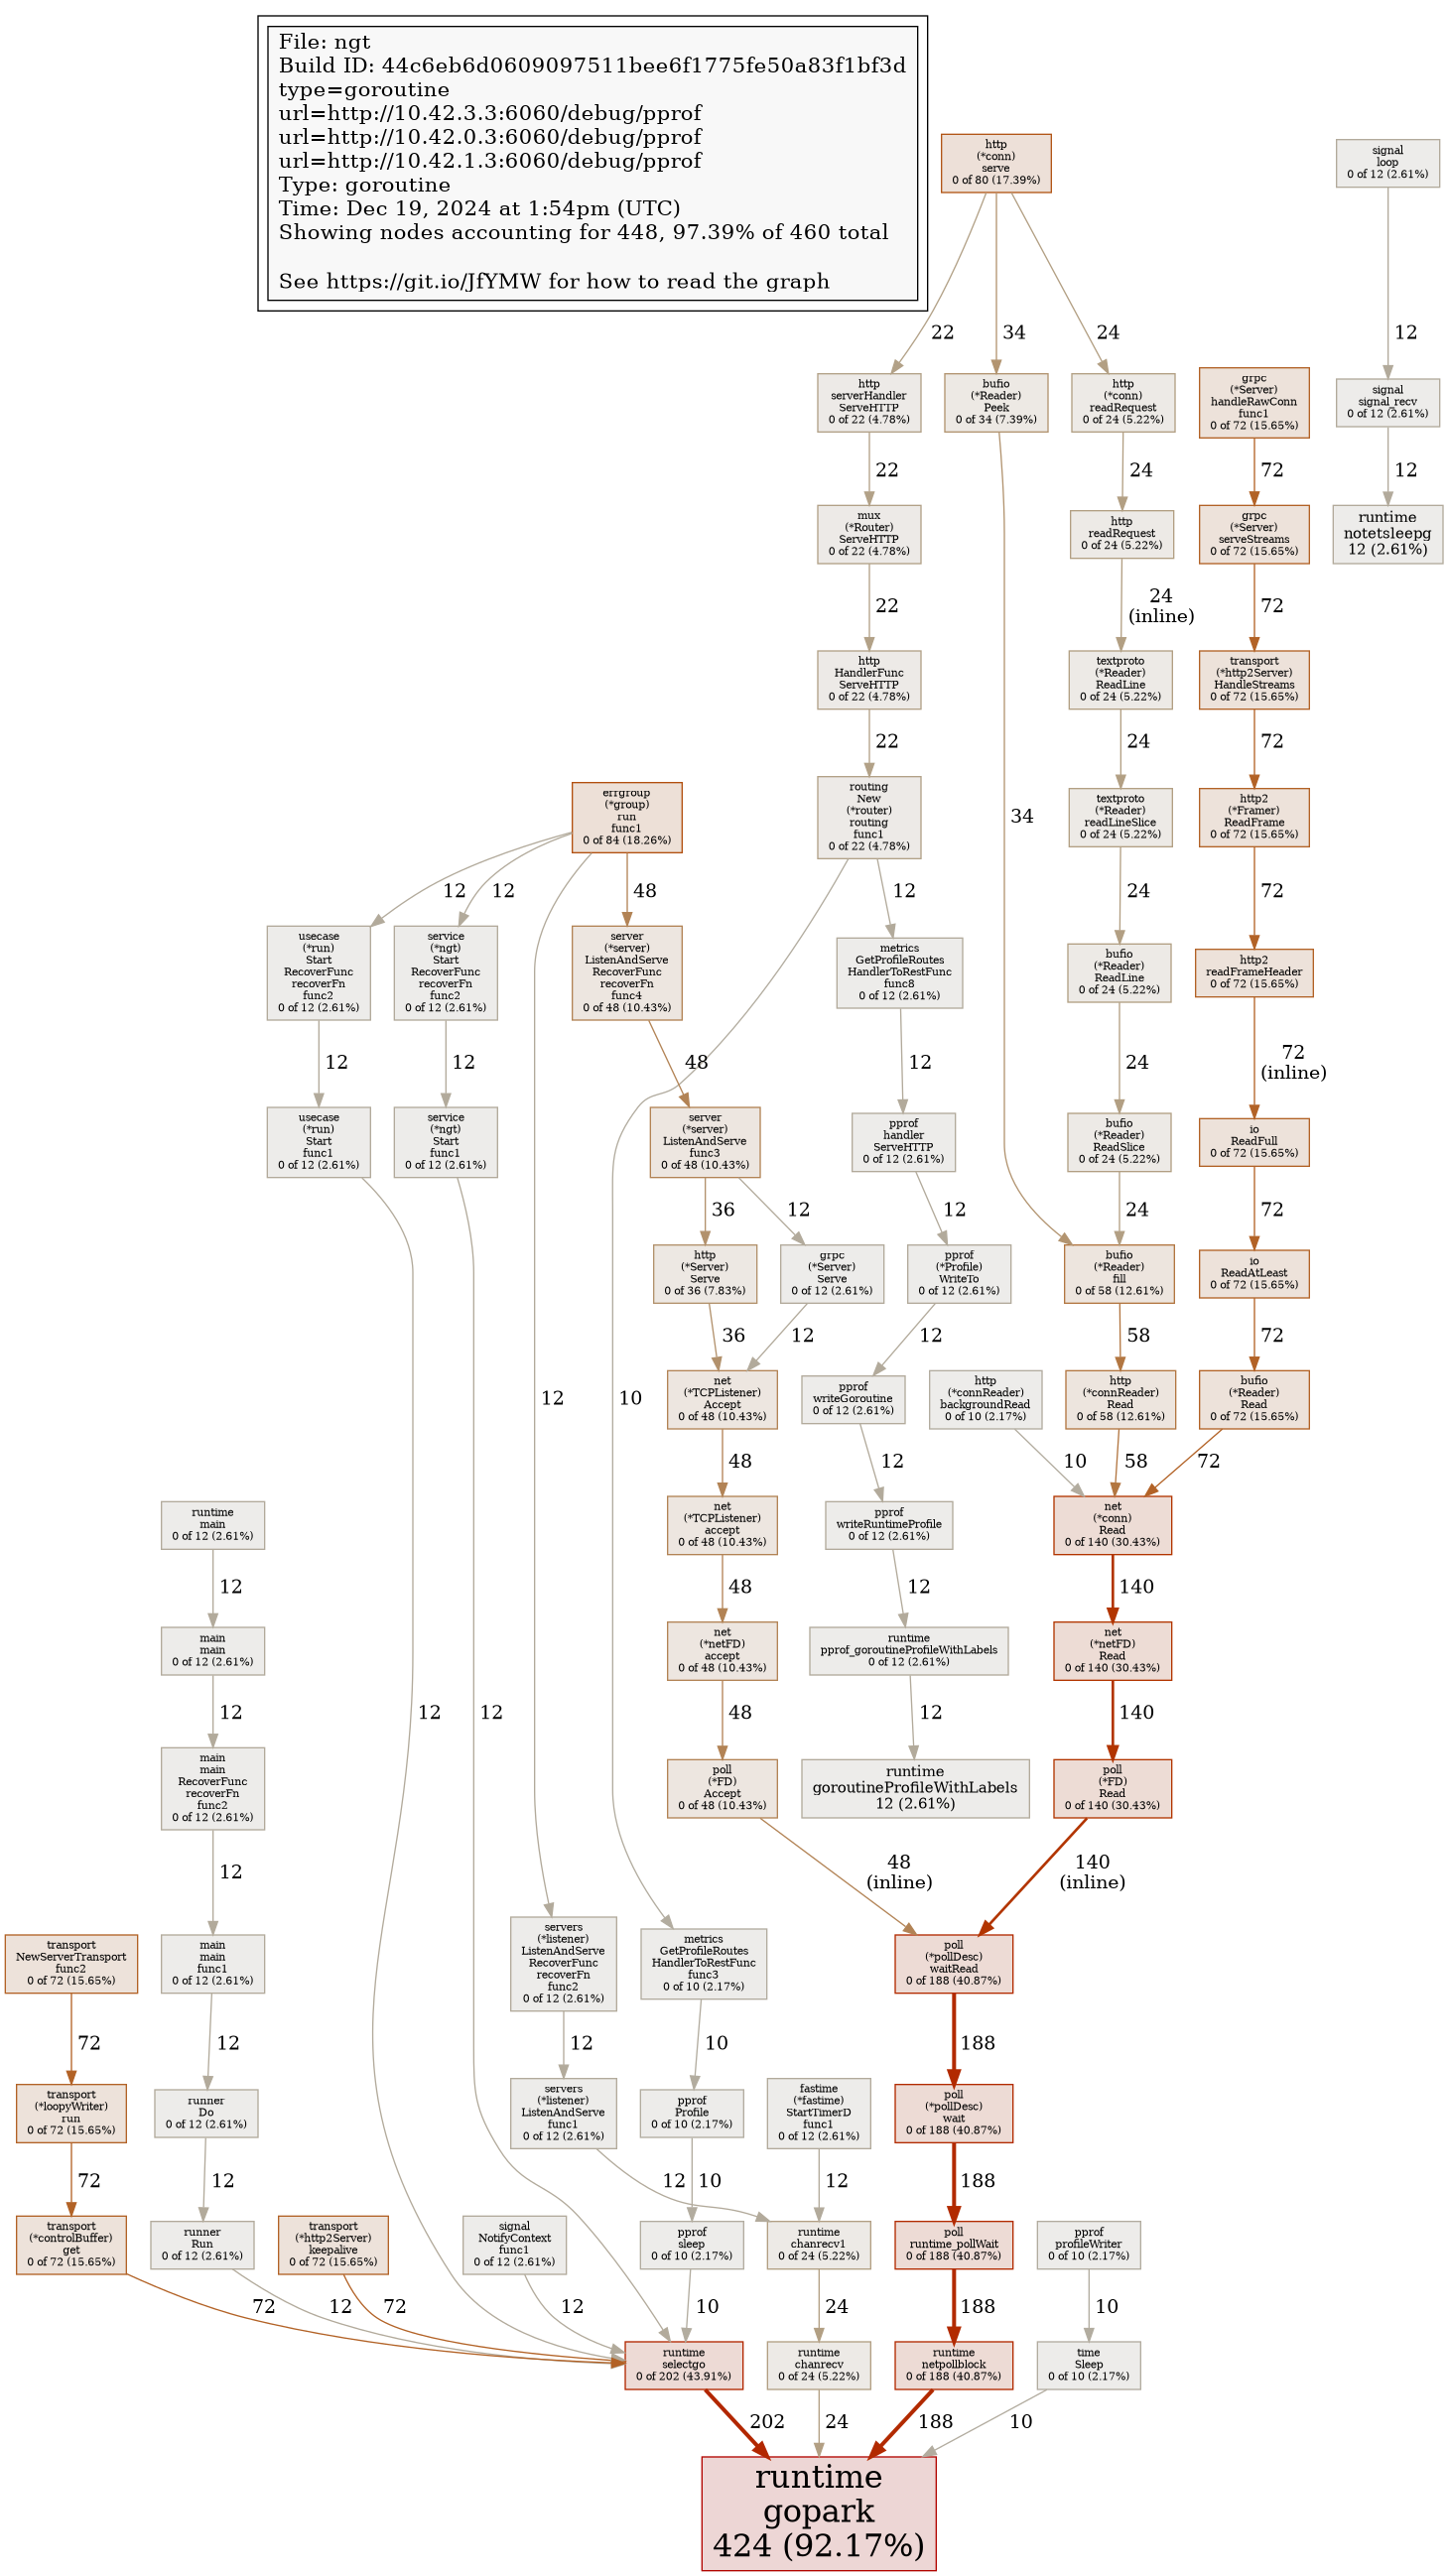 File: ngt
Build ID: 44c6eb6d0609097511bee6f1775fe50a83f1bf3d
type=goroutine
url=http://10.42.3.3:6060/debug/pprof
url=http://10.42.0.3:6060/debug/pprof
url=http://10.42.1.3:6060/debug/pprof
Type: goroutine
Time: Dec 19, 2024 at 1:54pm (UTC)
Showing nodes accounting for 448, 97.39% of 460 total
See https://git.io/JfYMW for how to read the graph
http
(*conn)
serve
0 of 80 (17.39%)
signal
loop
0 of 12 (2.61%)
22
34
24
12
http
serverHandler
ServeHTTP
0 of 22 (4.78%)
bufio
(*Reader)
Peek
0 of 34 (7.39%)
http
(*conn)
readRequest
0 of 24 (5.22%)
grpc
(*Server)
handleRawConn
func1
0 of 72 (15.65%)
signal
signal_recv
0 of 12 (2.61%)
22
24
72
12
mux
(*Router)
ServeHTTP
0 of 22 (4.78%)
http
readRequest
0 of 24 (5.22%)
grpc
(*Server)
serveStreams
0 of 72 (15.65%)
runtime
notetsleepg
12 (2.61%)
22
24
(inline)
72
http
HandlerFunc
ServeHTTP
0 of 22 (4.78%)
textproto
(*Reader)
ReadLine
0 of 24 (5.22%)
transport
(*http2Server)
HandleStreams
0 of 72 (15.65%)
22
24
72
errgroup
(*group)
run
func1
0 of 84 (18.26%)
routing
New
(*router)
routing
func1
0 of 22 (4.78%)
34
textproto
(*Reader)
readLineSlice
0 of 24 (5.22%)
http2
(*Framer)
ReadFrame
0 of 72 (15.65%)
12
12
48
12
24
72
usecase
(*run)
Start
RecoverFunc
recoverFn
func2
0 of 12 (2.61%)
service
(*ngt)
Start
RecoverFunc
recoverFn
func2
0 of 12 (2.61%)
server
(*server)
ListenAndServe
RecoverFunc
recoverFn
func4
0 of 48 (10.43%)
metrics
GetProfileRoutes
HandlerToRestFunc
func8
0 of 12 (2.61%)
bufio
(*Reader)
ReadLine
0 of 24 (5.22%)
http2
readFrameHeader
0 of 72 (15.65%)
12
12
48
12
24
72
(inline)
usecase
(*run)
Start
func1
0 of 12 (2.61%)
service
(*ngt)
Start
func1
0 of 12 (2.61%)
server
(*server)
ListenAndServe
func3
0 of 48 (10.43%)
pprof
handler
ServeHTTP
0 of 12 (2.61%)
bufio
(*Reader)
ReadSlice
0 of 24 (5.22%)
io
ReadFull
0 of 72 (15.65%)
36
12
12
24
72
http
(*Server)
Serve
0 of 36 (7.83%)
grpc
(*Server)
Serve
0 of 12 (2.61%)
pprof
(*Profile)
WriteTo
0 of 12 (2.61%)
bufio
(*Reader)
fill
0 of 58 (12.61%)
io
ReadAtLeast
0 of 72 (15.65%)
36
12
12
58
72
12
10
net
(*TCPListener)
Accept
0 of 48 (10.43%)
pprof
writeGoroutine
0 of 12 (2.61%)
http
(*connReader)
backgroundRead
0 of 10 (2.17%)
http
(*connReader)
Read
0 of 58 (12.61%)
bufio
(*Reader)
Read
0 of 72 (15.65%)
48
12
10
58
72
runtime
main
0 of 12 (2.61%)
net
(*TCPListener)
accept
0 of 48 (10.43%)
pprof
writeRuntimeProfile
0 of 12 (2.61%)
net
(*conn)
Read
0 of 140 (30.43%)
12
48
12
140
main
main
0 of 12 (2.61%)
net
(*netFD)
accept
0 of 48 (10.43%)
runtime
pprof_goroutineProfileWithLabels
0 of 12 (2.61%)
net
(*netFD)
Read
0 of 140 (30.43%)
12
12
12
48
12
140
main
main
RecoverFunc
recoverFn
func2
0 of 12 (2.61%)
poll
(*FD)
Accept
0 of 48 (10.43%)
runtime
goroutineProfileWithLabels
12 (2.61%)
poll
(*FD)
Read
0 of 140 (30.43%)
12
48
(inline)
140
(inline)
transport
NewServerTransport
func2
0 of 72 (15.65%)
main
main
func1
0 of 12 (2.61%)
servers
(*listener)
ListenAndServe
RecoverFunc
recoverFn
func2
0 of 12 (2.61%)
metrics
GetProfileRoutes
HandlerToRestFunc
func3
0 of 10 (2.17%)
poll
(*pollDesc)
waitRead
0 of 188 (40.87%)
72
12
12
10
188
transport
(*loopyWriter)
run
0 of 72 (15.65%)
runner
Do
0 of 12 (2.61%)
servers
(*listener)
ListenAndServe
func1
0 of 12 (2.61%)
pprof
Profile
0 of 10 (2.17%)
fastime
(*fastime)
StartTimerD
func1
0 of 12 (2.61%)
poll
(*pollDesc)
wait
0 of 188 (40.87%)
72
12
12
10
12
188
transport
(*controlBuffer)
get
0 of 72 (15.65%)
runner
Run
0 of 12 (2.61%)
transport
(*http2Server)
keepalive
0 of 72 (15.65%)
signal
NotifyContext
func1
0 of 12 (2.61%)
pprof
sleep
0 of 10 (2.17%)
runtime
chanrecv1
0 of 24 (5.22%)
poll
runtime_pollWait
0 of 188 (40.87%)
pprof
profileWriter
0 of 10 (2.17%)
72
12
72
12
10
24
188
10
runtime
selectgo
0 of 202 (43.91%)
runtime
chanrecv
0 of 24 (5.22%)
runtime
netpollblock
0 of 188 (40.87%)
time
Sleep
0 of 10 (2.17%)
202
24
188
10
runtime
gopark
424 (92.17%)